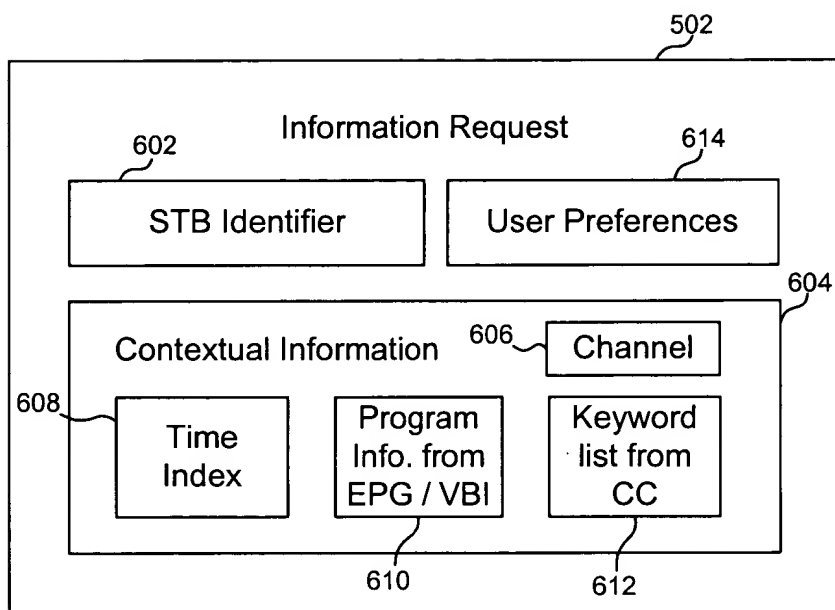 502
Information Request
602
614
STB Identifier
User Preferences
604
Contextual Information
606
Channel
608
Time
Index
Program
Info. from
EPG / VBI
Keyword
list from
CC
610
612